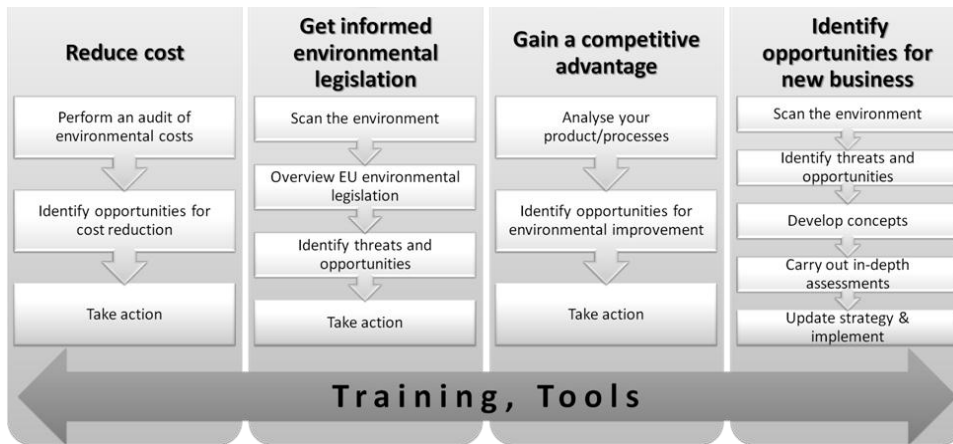 Reduce cost
Perform an audit of
environmental costs
Identify opportunities for
cost reduction
Take action
Get informed
environmental
legislation
Scan the environment
Overview EU environmental
legislation
Identify threats and
opportunities
Take action
Gain a competitive
advantage
Analyse your
product/processes
Identify opportunities for
environmental improvement
Take action
Identify
opportunities for
new business
Scan the environment
Identify threats and
opportunities
Develop concepts
Carry out in-depth
assessments
Update strategy &
implement
Training, Tools